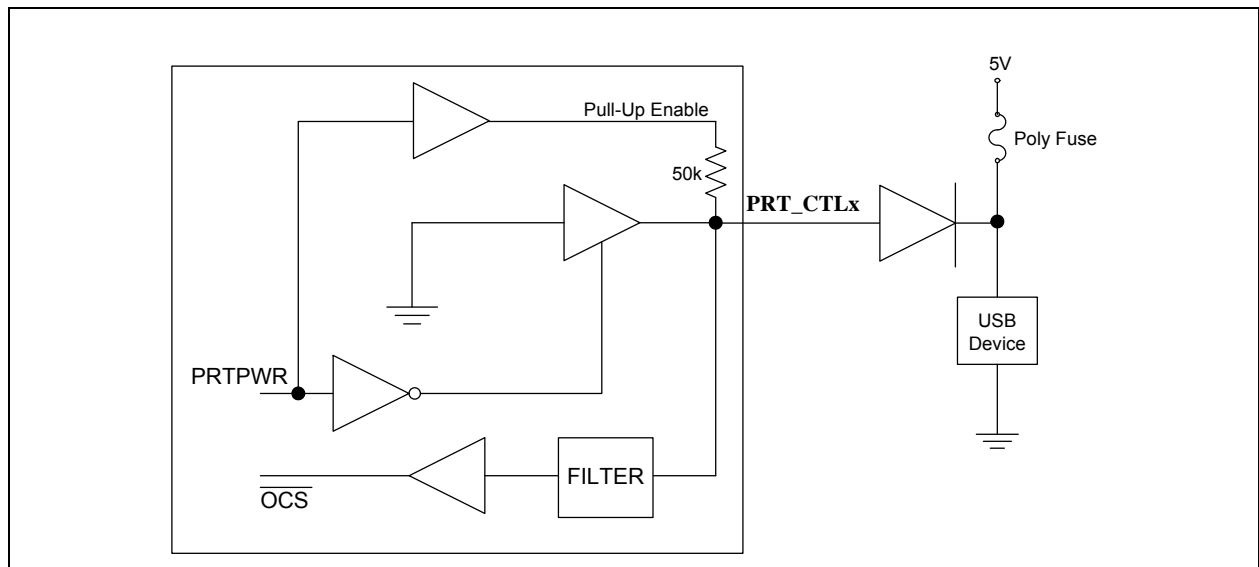 5V
Pull-Up Enable
Poly Fuse
50k
PRT_CTLx
USB
Device
PRTPWR
FILTER
OCS